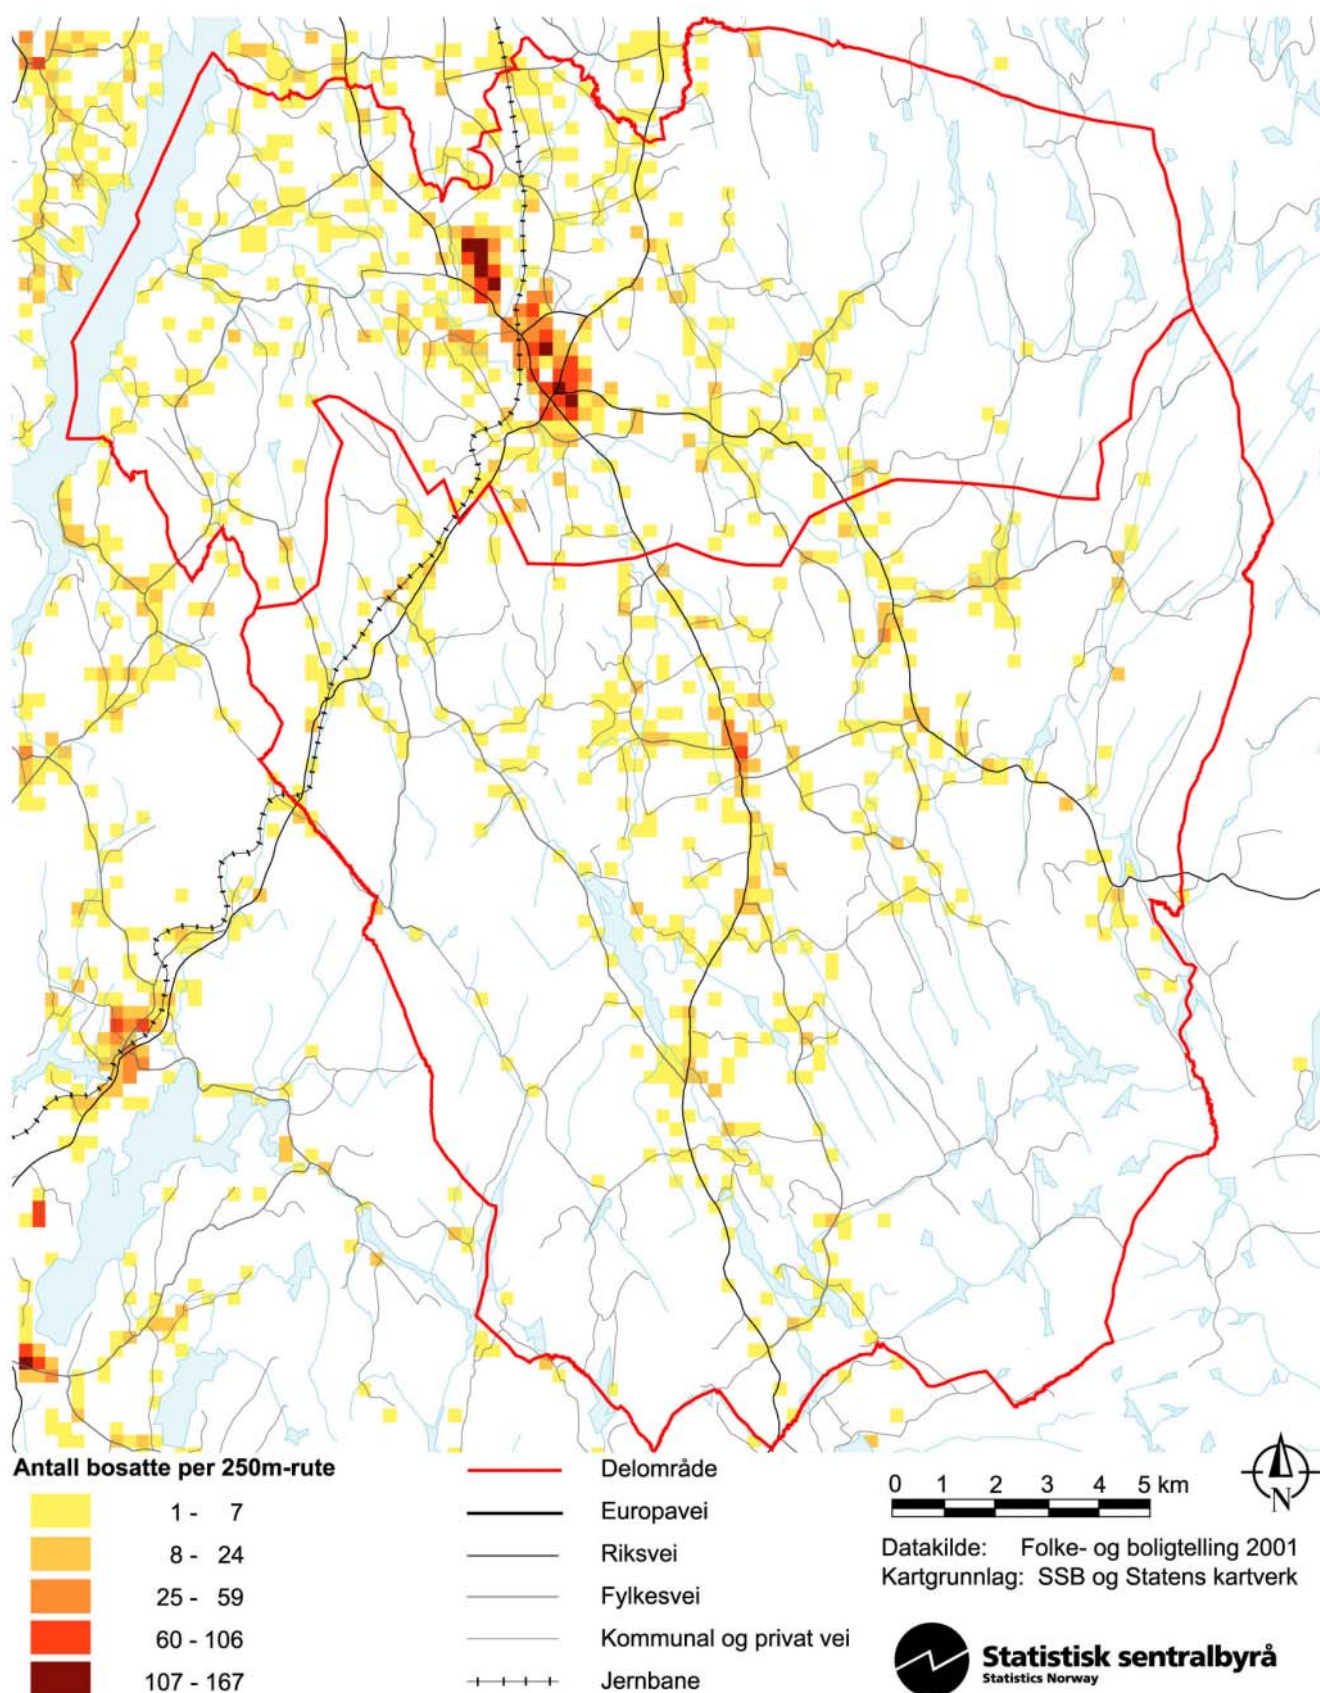 Antall bosatte per 250m-rute
1 - 7
8 - 24
25 - 59
60 - 106
107 - 167
Delområde
Europavei
Riksvei
Fylkesvei
Kommunal og privat vei
Jernbane
0 1 2 3 4 5 km
N
Datakilde: Folke- og boligtelling 2001
Kartgrunnlag: SSB og Statens kartverk
Statistisk sentralbyrå
Statistics Norway